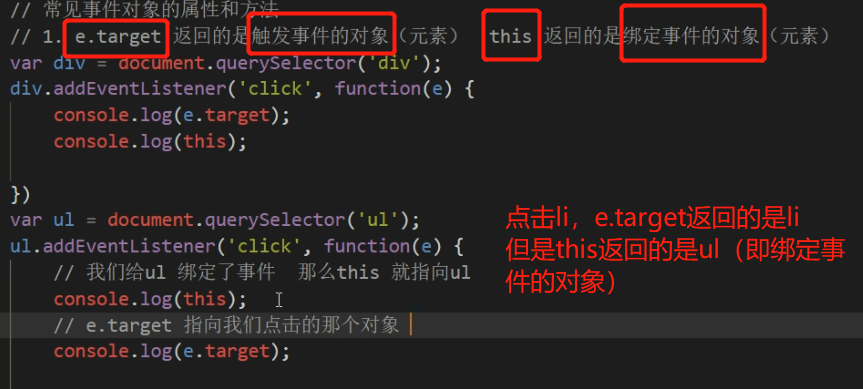 // 常见事件对象的属性和方法
// 1. e.target 返回的是触发事件的对象（元素） this 返回的是绑定事件的对象（元素）
var div = document.querySelector('div');
div.addEventListener('click', function(e) {
console.log(e.target);
console.log(this);
})
var ul = document.querySelector('ul');
ul.addEventListener('click', function(e) {
// 我们给ul 绑定了事件 那么this 就指向ul
console.log(this);
// e.target 指向我们点击的那个对象
console.log(e.target);
点击li，e.target返回的是li
但是this返回的是ul（即绑定事
件的对象）